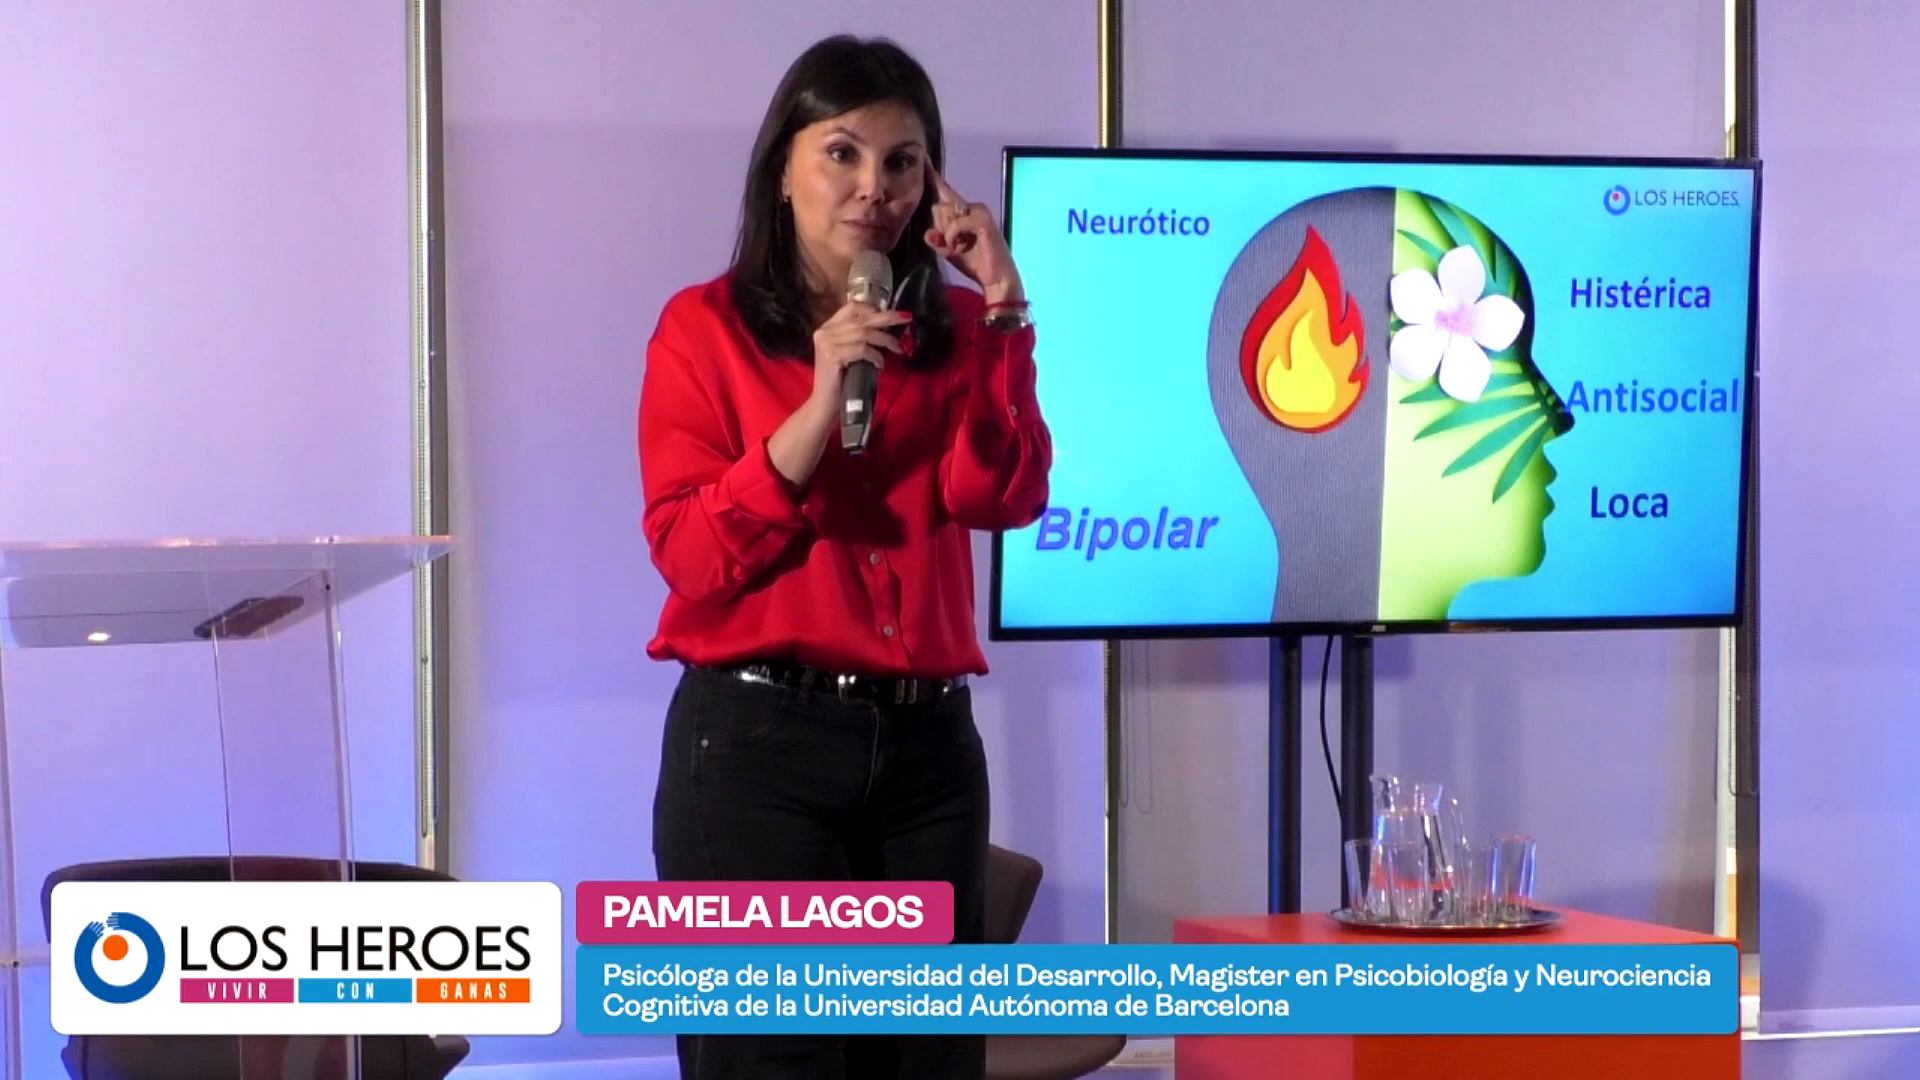 LOS HEROES
Neurótico
Histérica
Antisocial
Loca
Bipolar
LOS HEROES
VIVIR CON GANAS
PAMELA LAGOS
Psicóloga de la Universidad del Desarrollo, Magister en Psicobiología y Neurociencia
Cognitiva de la Universidad Autónoma de Barcelona